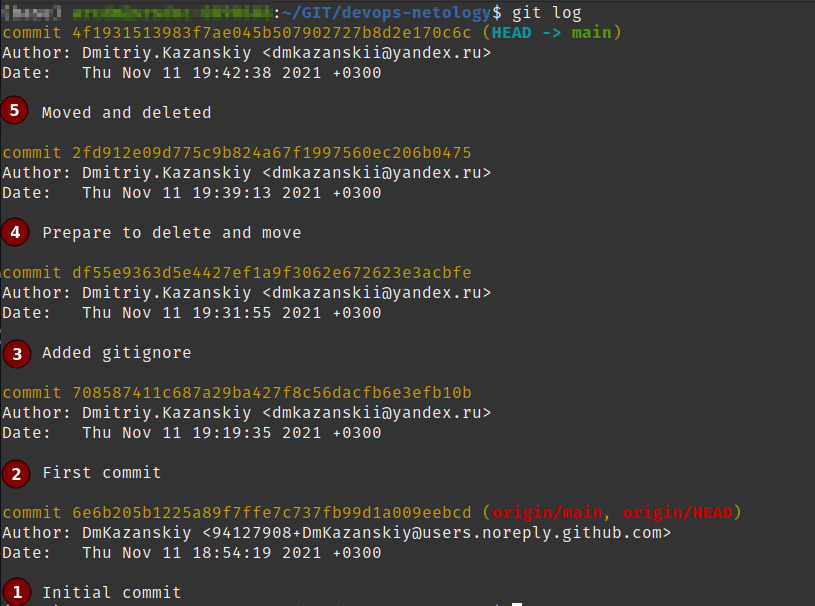 :~/GIT/devops-netology$ git log
commit 4f1931513983f7ae045b507902727b8d2e170c6c (HEAD -> main)
Author: Dmitriy.Kazanskiy <dmkazanskii@yandex.ru>
Date:   Thu Nov 11 19:42:38 2021 +0300
5 Moved and deleted
commit 2fd912e09d775c9b824a67f1997560ec206b0475
Author: Dmitriy.Kazanskiy <dmkazanskii@yandex.ru>
Date:   Thu Nov 11 19:39:13 2021 +0300
4 Prepare to delete and move
commit df55e9363d5e4427ef1a9f3062e672623e3acbfe
Author: Dmitriy.Kazanskiy <dmkazanskii@yandex.ru>
Date:   Thu Nov 11 19:31:55 2021 +0300
3 Added gitignore
commit 708587411c687a29ba427f8c56dacfb6e3efb10b
Author: Dmitriy.Kazanskiy <dmkazanskii@yandex.ru>
Date:   Thu Nov 11 19:19:35 2021 +0300
2 First commit
commit 6e6b205b1225a89f7ffe7c737fb99d1a009eebcd (origin/main, origin/HEAD)
Author: DmKazanskiy <94127908+DmKazanskiy@users.noreply.github.com>
Date:   Thu Nov 11 18:54:19 2021 +0300
1 Initial commit